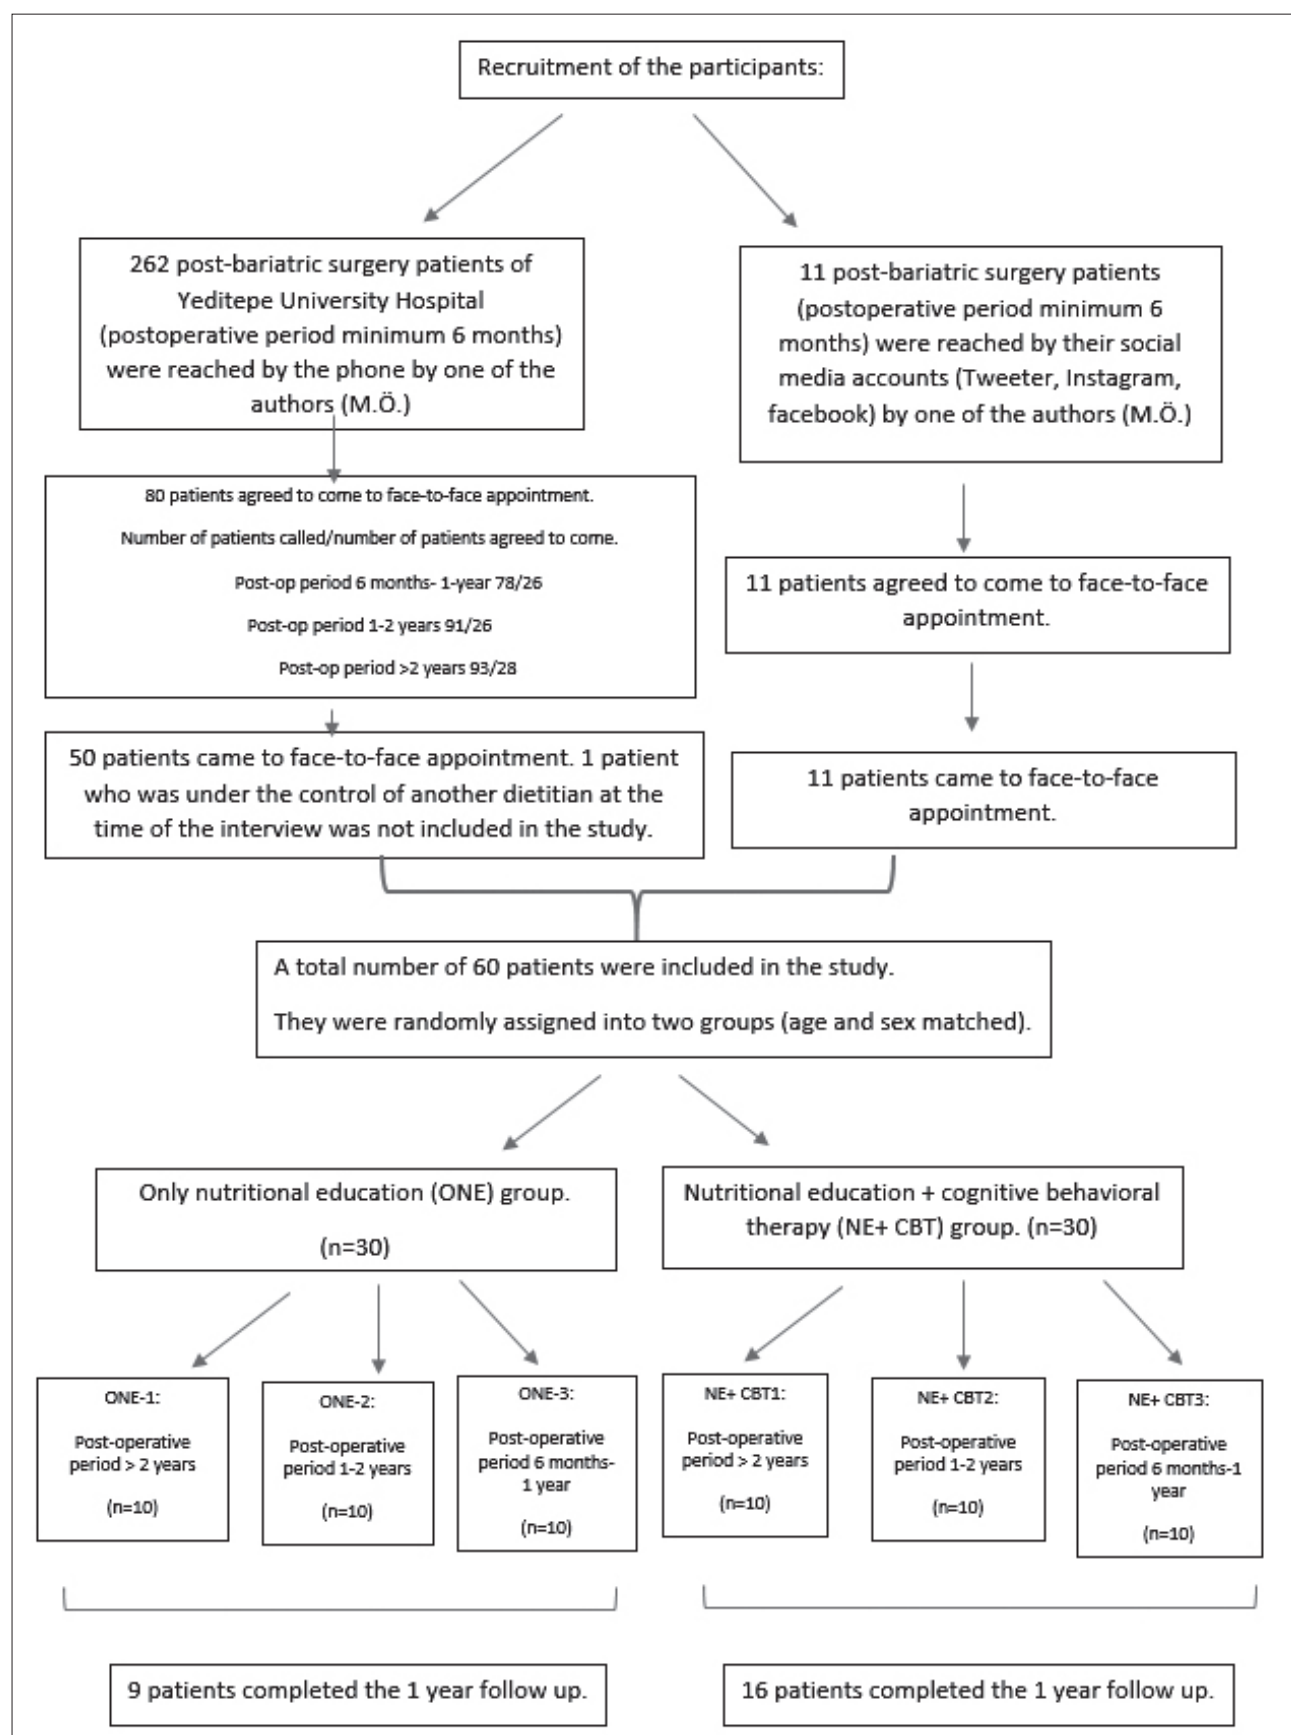 Recruitment of the participants:
262 post-bariatric surgery patients of
Yeditepe University Hospital
(postoperative period minimum 6 months)
were reached by the phone by one of the
authors (M.Ö.)
11 post-bariatric surgery patients
(postoperative period minimum 6
months) were reached by their social
media accounts (Tweeter, Instagram,
facebook) by one of the authors (M.Ö.)
80 patients agreed to come to face-to-face appointment.
Number of patients called/number of patients agreed to come.
Post-op period 6 months- 1-year 78/26
Post-op period 1-2 years 91/26
Post-op period >2 years 93/28
11 patients agreed to come to face-to-face
appointment.
50 patients came to face-to-face appointment. 1 patient
who was under the control of another dietitian at the
time of the interview was not included in the study.
11 patients came to face-to-face
appointment.
A total number of 60 patients were included in the study.
They were randomly assigned into two groups (age and sex matched).
Only nutritional education (ONE) group.
(n=30)
Nutritional education + cognitive behavioral
therapy (NE+ CBT) group. (n=30)
ONE-1:
Post-operative
period > 2 years
(n=10)
ONE-2:
Post-operative
period 1-2 years
(n=10)
ONE-3:
Post-operative
period 6 months-
1 year
(n=10)
NE+ CBT1:
Post-operative
period > 2 years
(n=10)
NE+ CBT2:
Post-operative
period 1-2 years
(n=10)
NE+ CBT3:
Post-operative
period 6 months-1
year
(n=10)
9 patients completed the 1 year follow up.
16 patients completed the 1 year follow up.